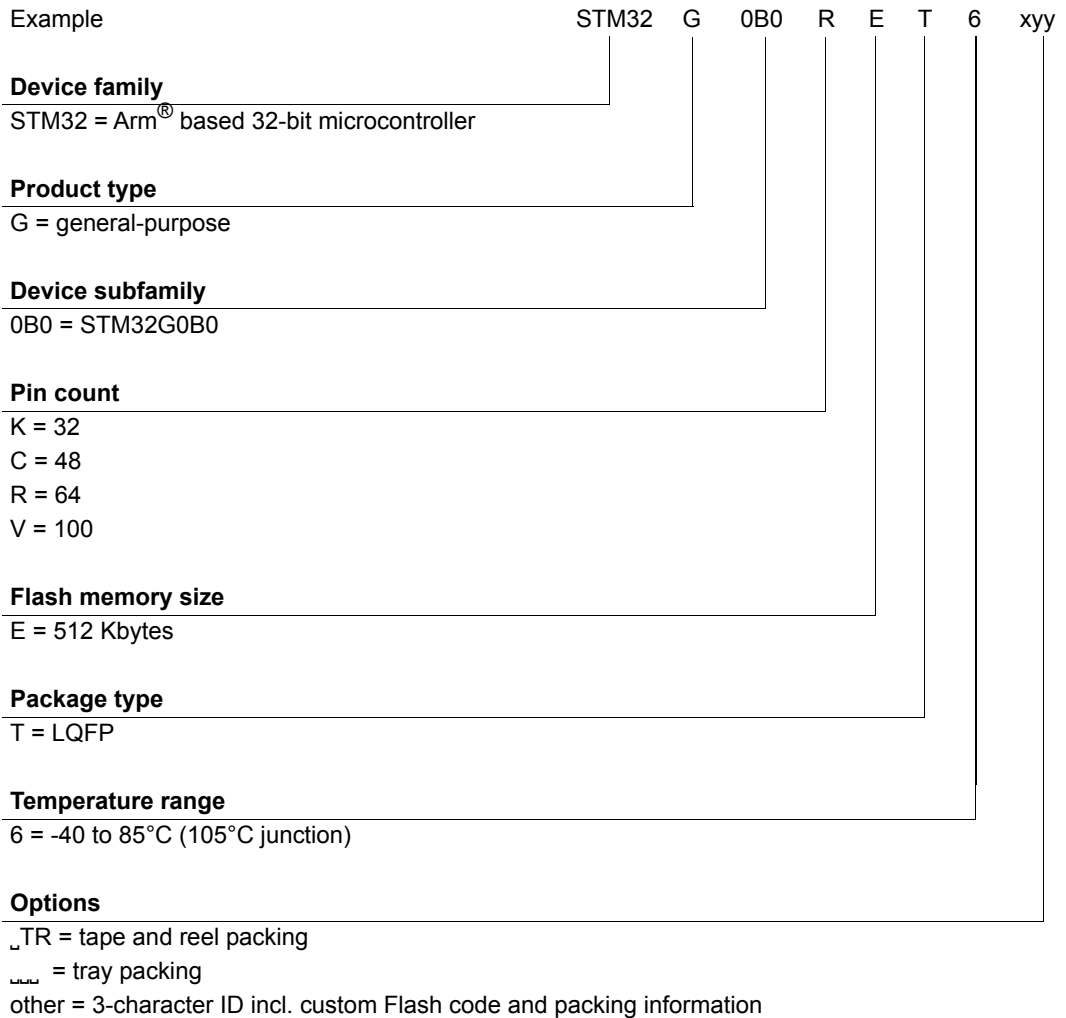 Example STM32 G 0B0 R E T 6 xyy
Device family
STM32 = Arm® based 32-bit microcontroller
Product type
G = general-purpose
Device subfamily
0B0 = STM32G0B0
Pin count
K = 32
C = 48
R = 64
V = 100
Flash memory size
E = 512 Kbytes
Package type
T = LQFP
Temperature range
6 = -40 to 85°C (105°C junction)
Options
␣TR = tape and reel packing
␣␣␣ = tray packing
other = 3-character ID incl. custom Flash code and packing information